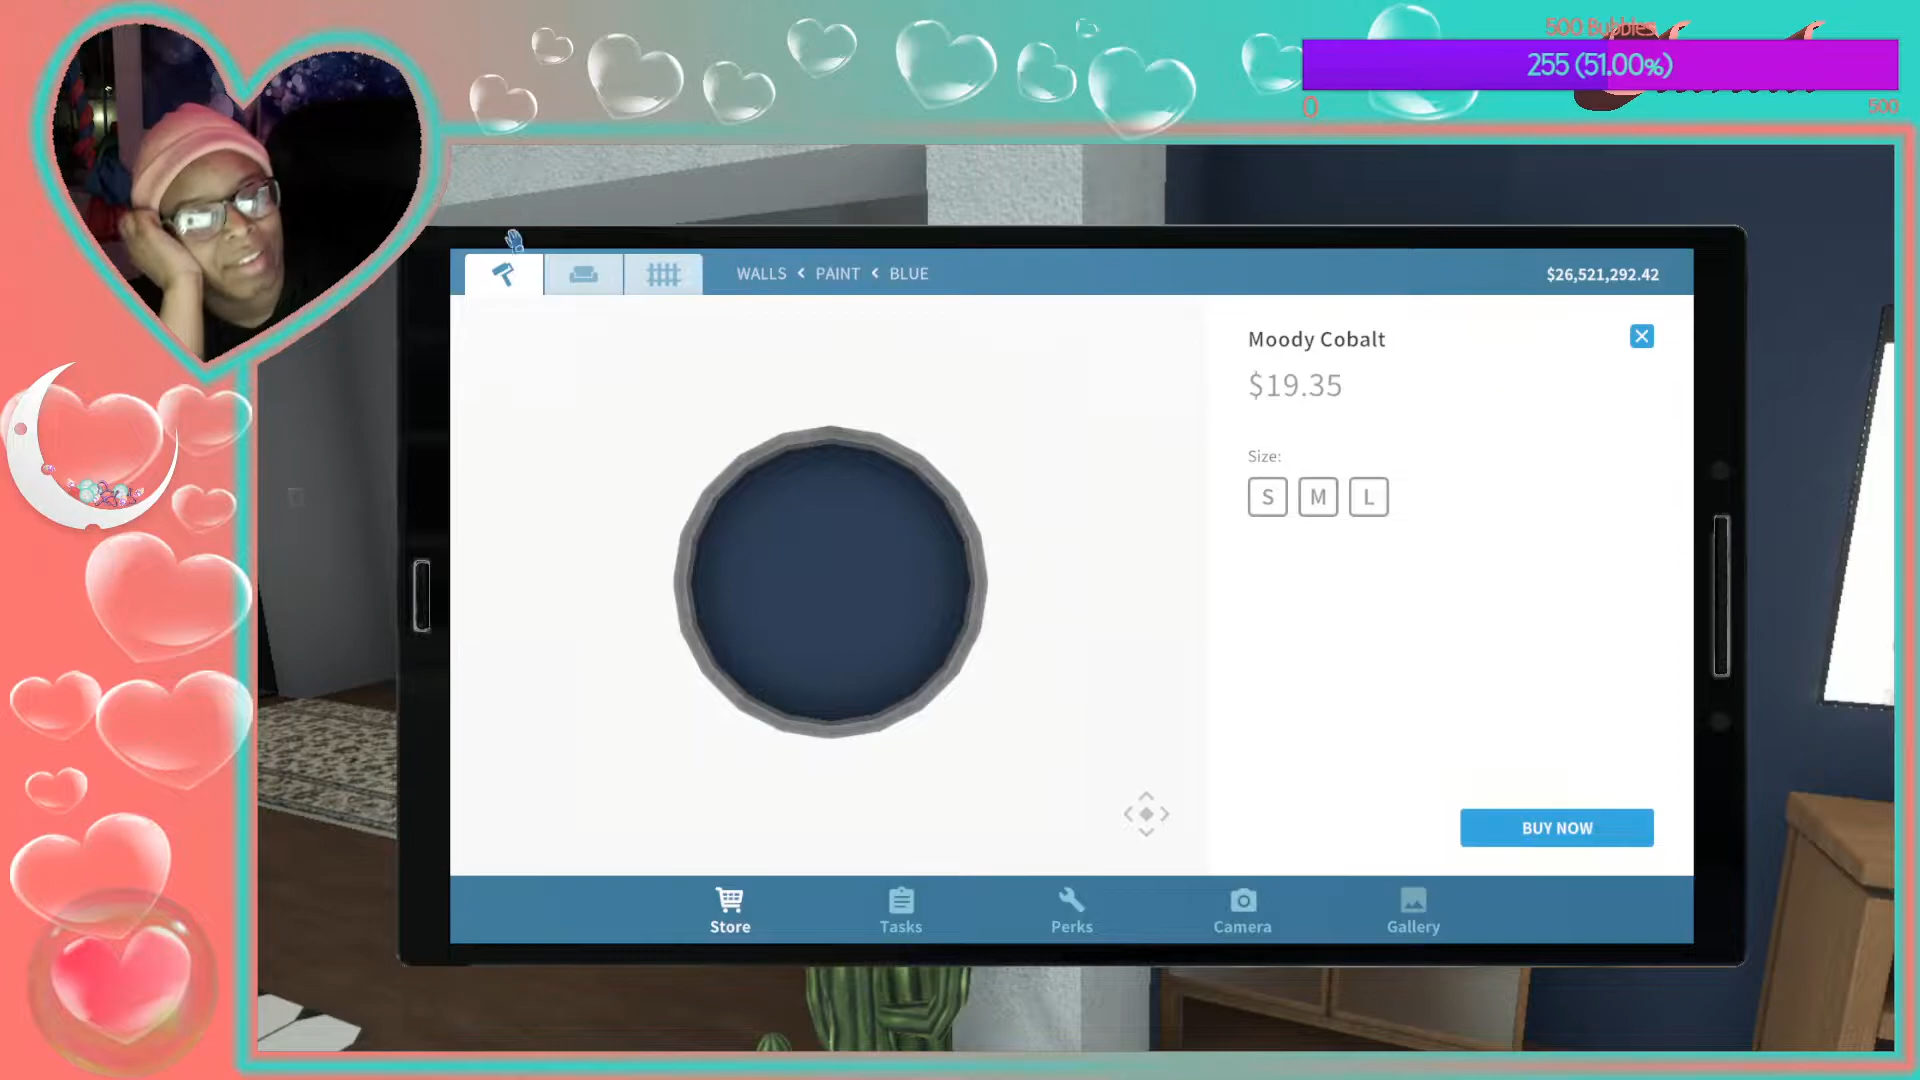 500 Bubbles
255 (51.00%)
0
500
WALLS < PAINT < BLUE
$26,521,292.42
Moody Cobalt
$19.35
Size:
S M L
BUY NOW
Store
Tasks
Perks
Camera
Gallery